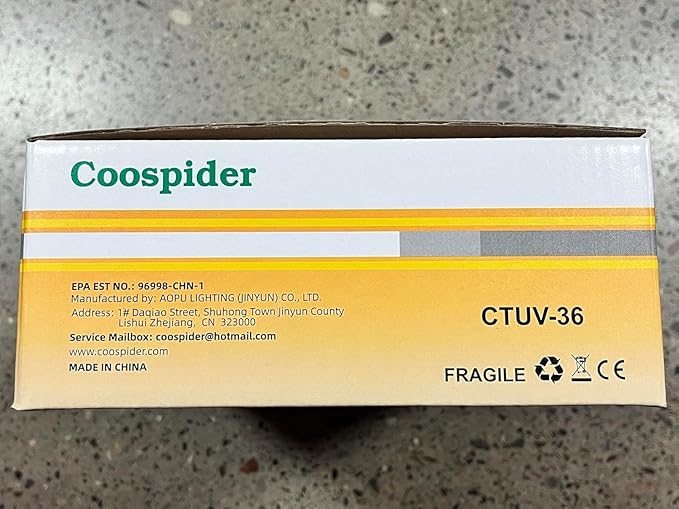 Coospider
EPA EST NO.: 96998-CHN-1
Manufactured by: AOPU LIGHTING (JINYUN) CO., LTD.
Address: 1# Daqiao Street, Shuhong Town Jinyun County
Lishui Zhejiang, CN 323000
Service Mailbox: coospider@hotmail.com
www.coospider.com
MADE IN CHINA
CTUV-36
FRAGILE CE